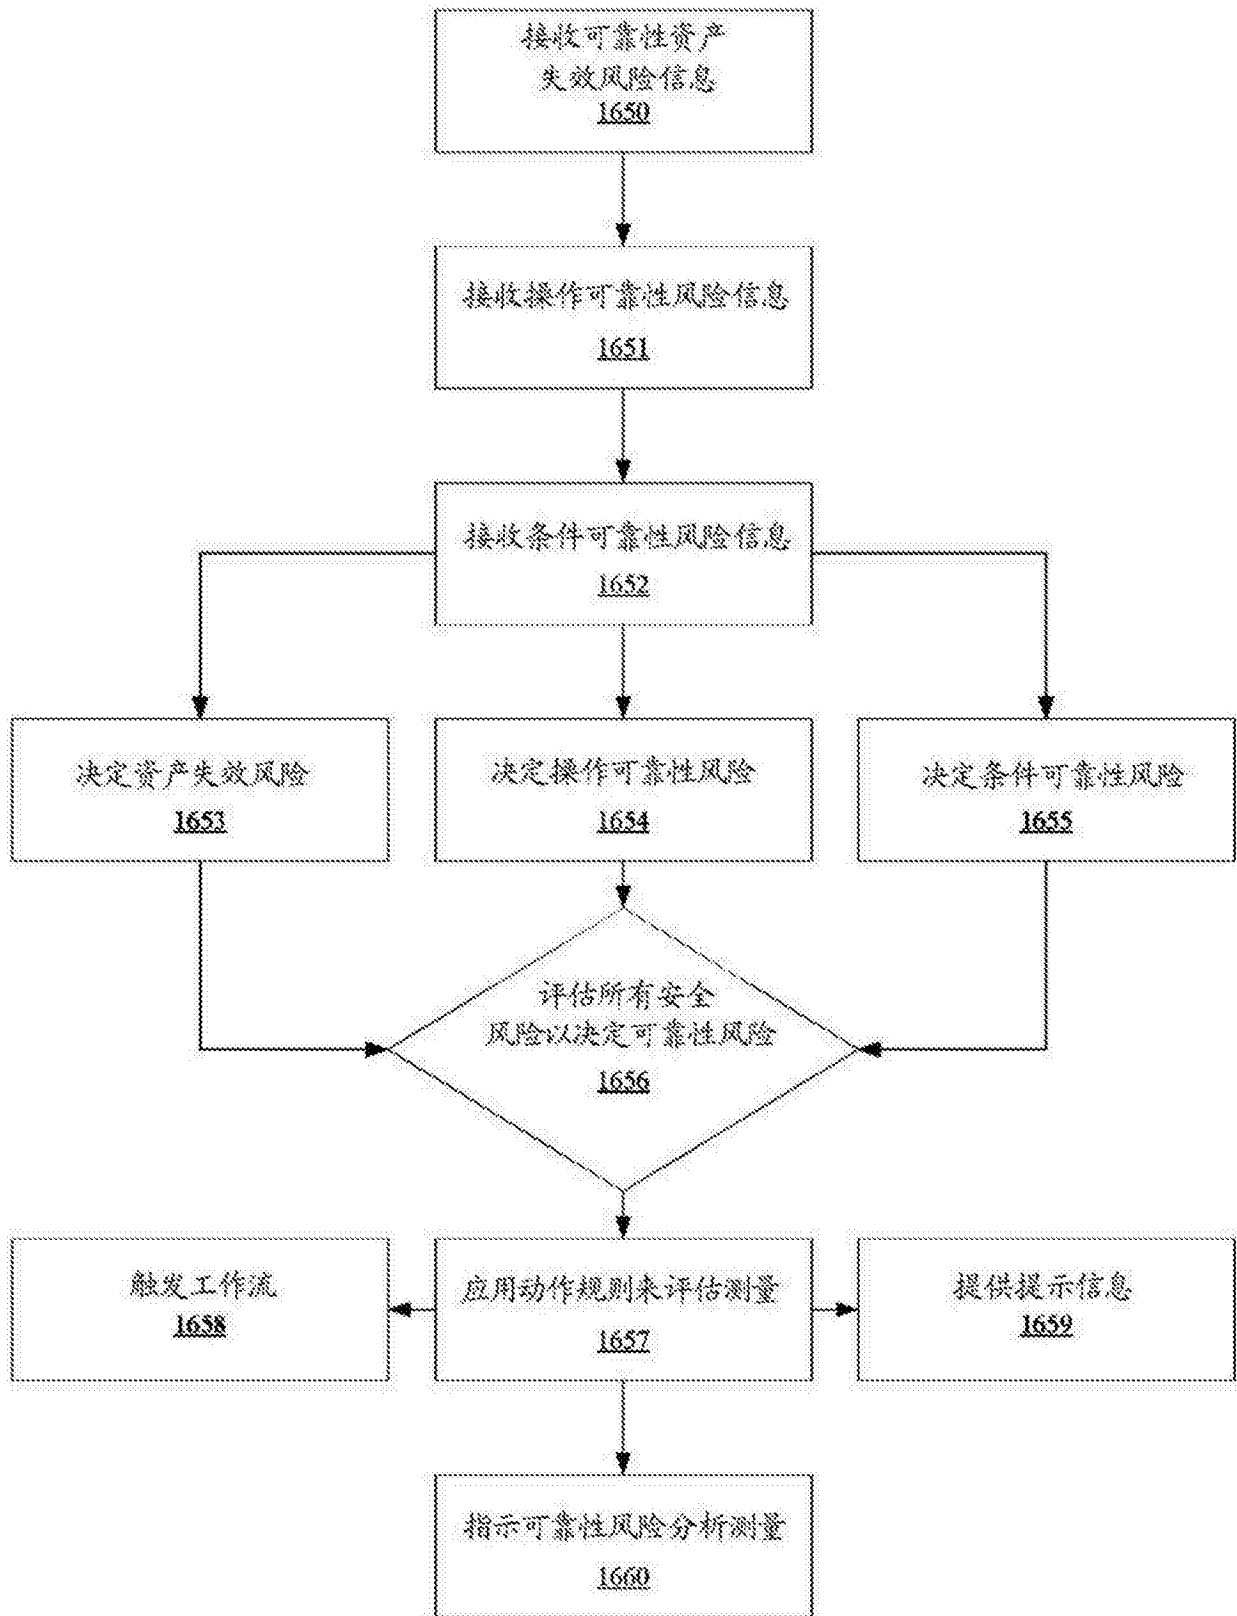 接收可靠性资产
失效风险信息
1650
接收操作可靠性风险信息
1651
接收条件可靠性风险信息
1652
决定资产失效风险
1653
决定操作可靠性风险
1654
决定条件可靠性风险
1655
评估所有安全
风险以决定可靠性风险
1656
触发工作流
1658
应用动作规则来评估测量
1657
提供提示信息
1659
指示可靠性风险分析测量
1660